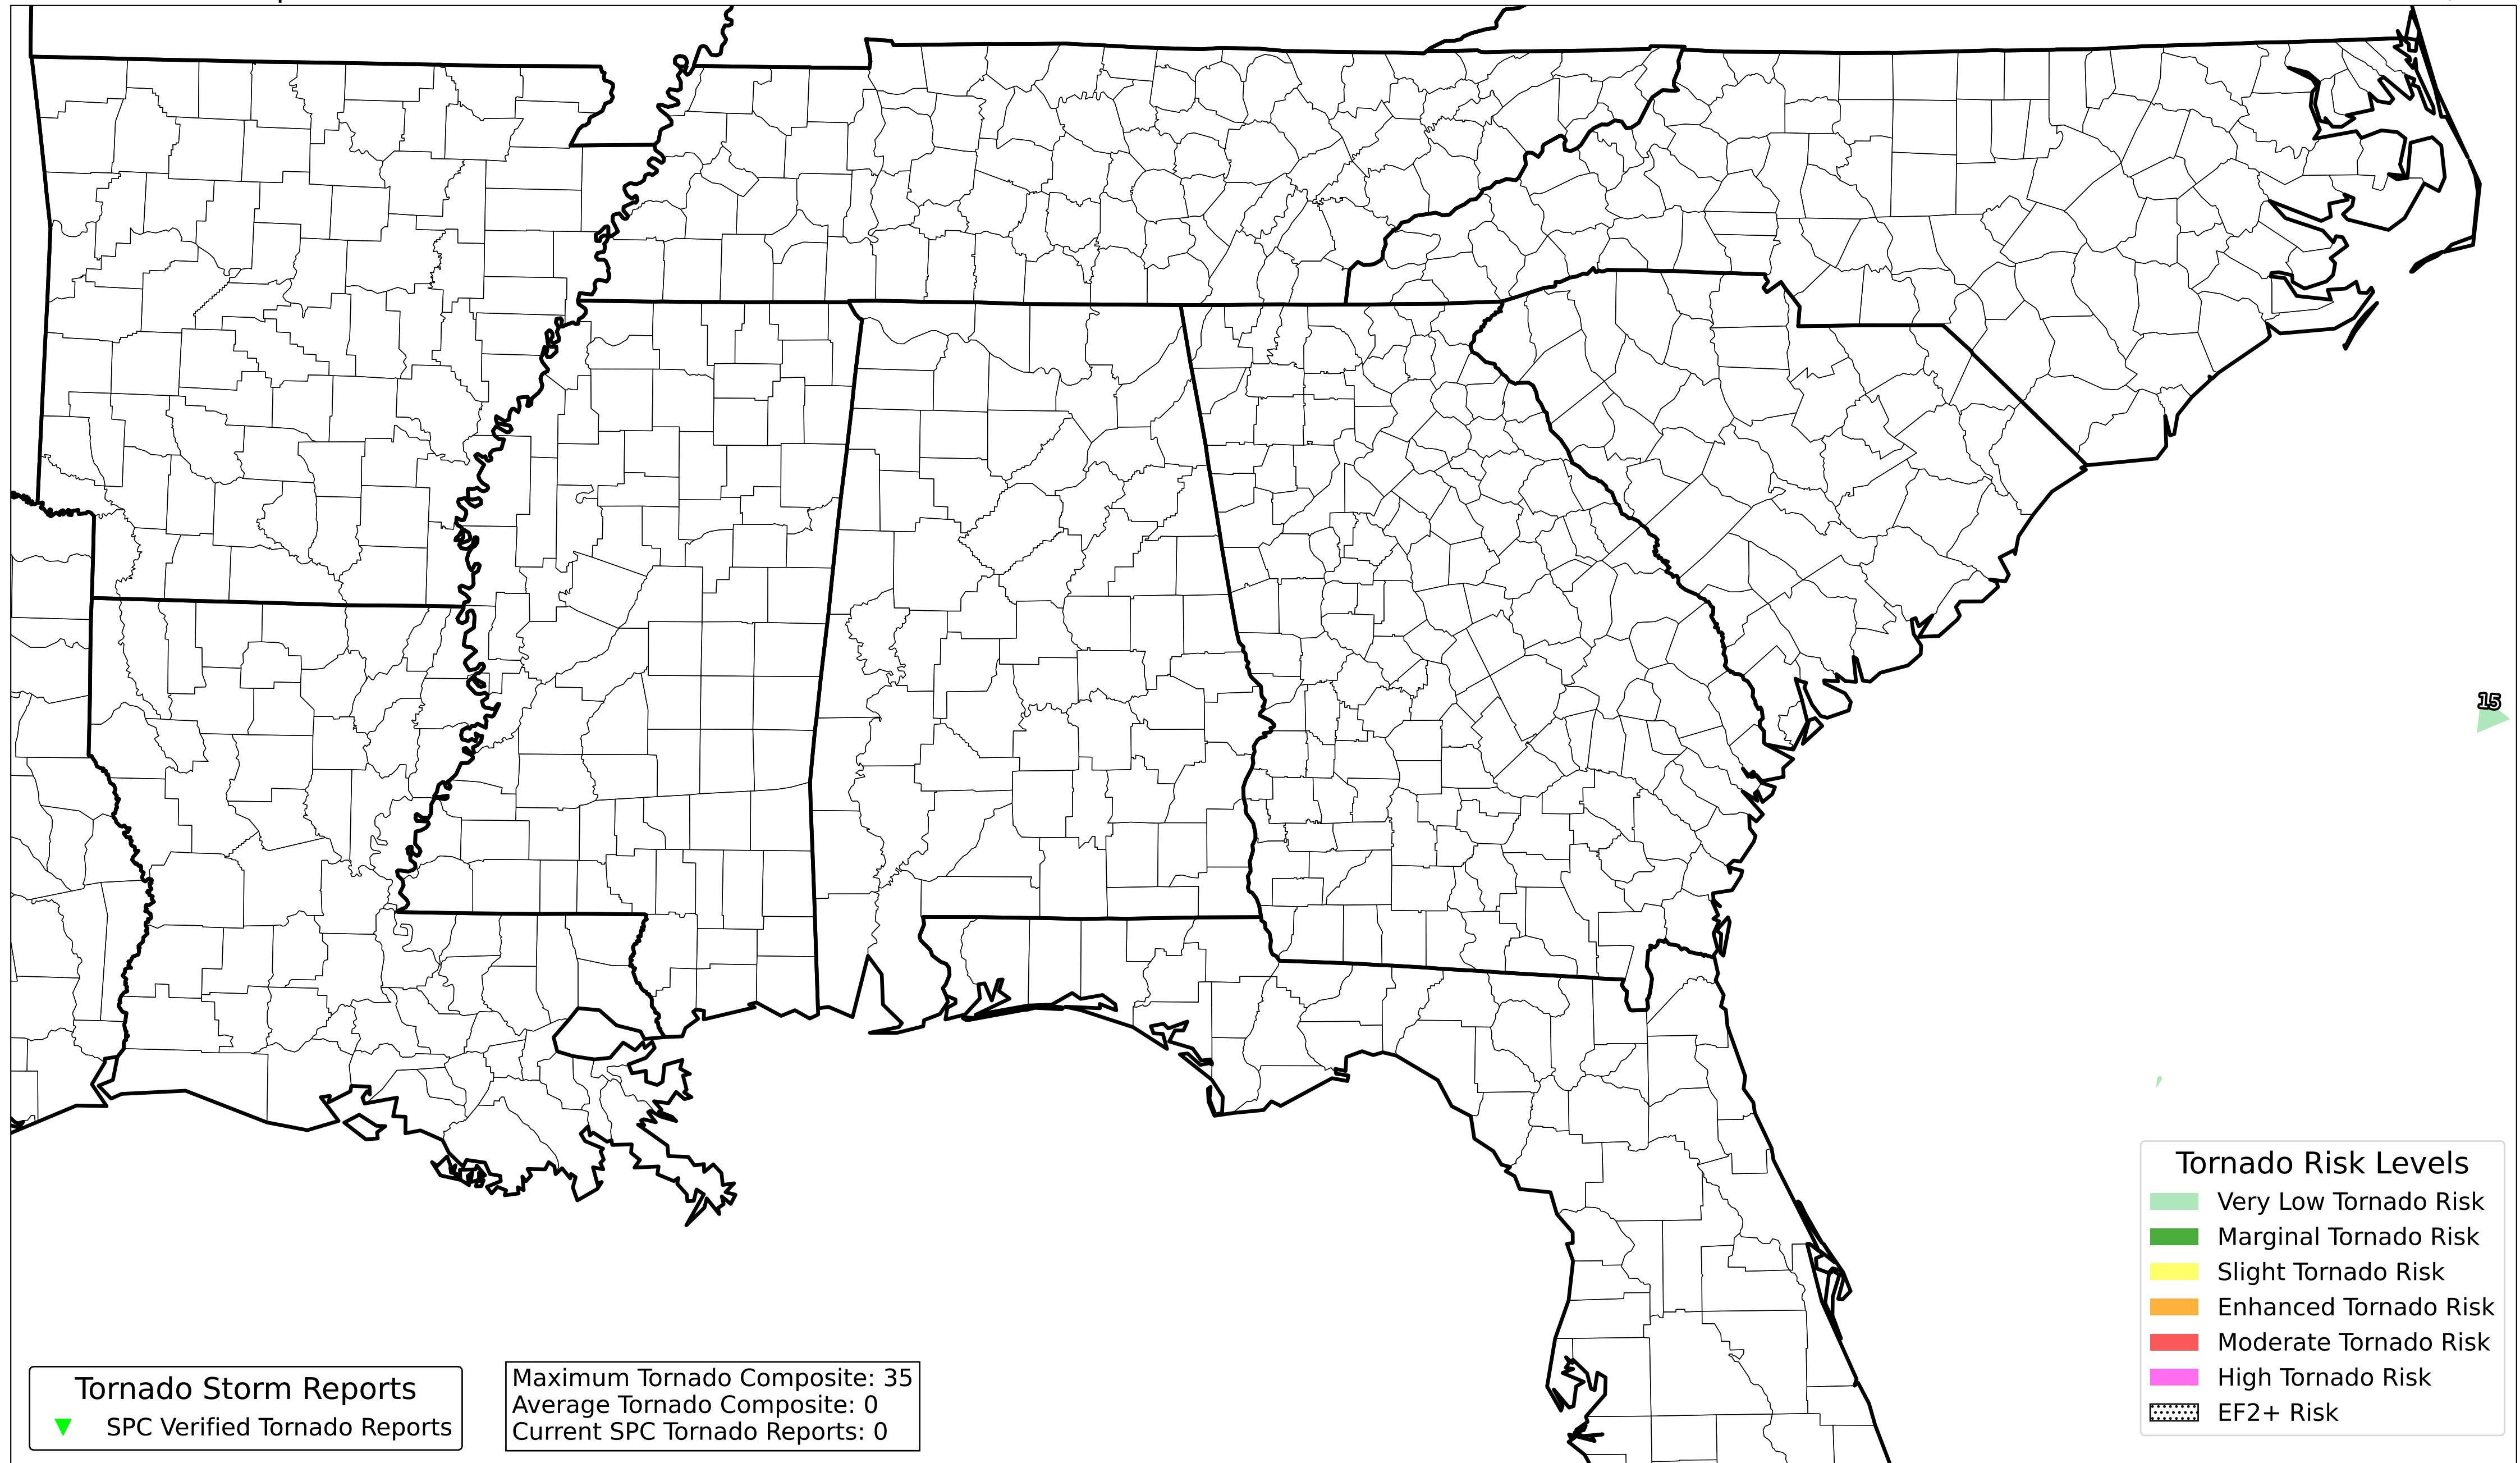 15
Tornado Risk Levels
Very Low Tornado Risk
Marginal Tornado Risk
Slight Tornado Risk
Enhanced Tornado Risk
Moderate Tornado Risk
High Tornado Risk
EF2+ Risk
Tornado Storm Reports
SPC Verified Tornado Reports
Maximum Tornado Composite: 35
Average Tornado Composite: 0
Current SPC Tornado Reports: 0